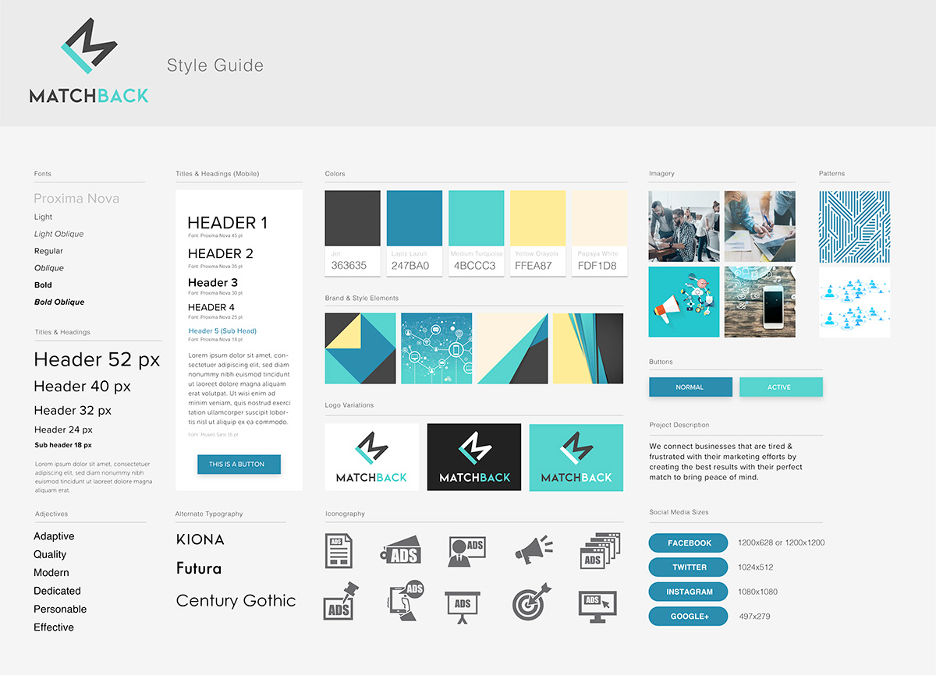 MATCHBACK
Style Guide
Fonts
Proxima Nova
Light
Light Oblique
Regular
Oblique
Bold
Bold Oblique
Titles & Headings
Header 52 px
Header 40 px
Header 32 px
Header 24 px
Sub header 18 px
Lorem ipsum dolor sit amet, consectetuer
adipiscing elit, sed diam nonummy nibh
euismod tincidunt ut laoreet dolore magna
aliquam erat.
Adjectives
Adaptive
Quality
Modern
Dedicated
Personable
Effective
Titles & Headings (Mobile)
HEADER 1
Font: Proxima Nova 45 pt
HEADER 2
Font: Proxima Nova 35 pt
Header 3
Font: Proxima Nova 30 pt
HEADER 4
Font: Proxima Nova 25 pt
Header 5 (Sub Head)
Font: Proxima Nova 18 pt
Lorem ipsum dolor sit amet, con-
sectetuer adipiscing elit, sed diam
nonummy nibh euismod tincidunt
ut laoreet dolore magna aliquam
erat volutpat. Ut wisi enim ad
minim veniam, quis nostrud exerci
tation ullamcorper suscipit lobor-
tis nisl ut aliquip ex ea commodo.
Font: Museo Sans 18 pt
THIS IS A BUTTON
Alternate Typography
KIONA
Futura
Century Gothic
Colors
Jet
363635
Lapis Lazuli
247BA0
Medium Turquoise
4BCCC3
Yellow Crayola
FFEA87
Papaya White
FDF1D8
Brand & Style Elements
Logo Variations
MATCHBACK
MATCHBACK
MATCHBACK
Iconography
ADS
ADS
ADS
ADS
ADS
ADS
ADS
ADS
Imagery
Patterns
Buttons
NORMAL
ACTIVE
Project Description
We connect businesses that are tired &
frustrated with their marketing efforts by
creating the best results with their perfect
match to bring peace of mind.
Social Media Sizes
FACEBOOK 1200x628 or 1200x1200
TWITTER 1024x512
INSTAGRAM 1080x1080
GOOGLE+ 497x279